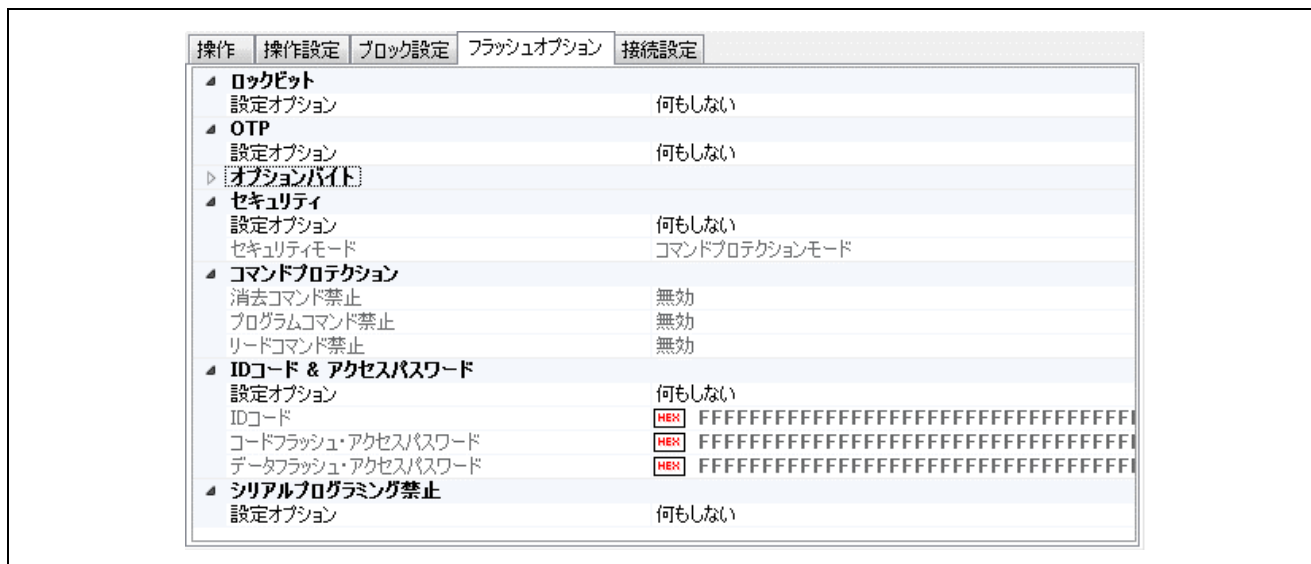 操作 操作設定 ブロック設定 フラッシュオプション 接続設定
ロックビット
設定オプション 何もしない
OTP
設定オプション 何もしない
オプションバイト
セキュリティ
設定オプション 何もしない
セキュリティモード コマンドプロテクションモード
コマンドプロテクション
消去コマンド禁止 無効
プログラムコマンド禁止 無効
リードコマンド禁止 無効
IDコード & アクセスパスワード
設定オプション 何もしない
IDコード HEX FFFFFFFFFFFFFFFFFFFFFFFFFFFFFFFF
コードフラッシュ・アクセスパスワード HEX FFFFFFFFFFFFFFFFFFFFFFFFFFFFFFFF
データフラッシュ・アクセスパスワード HEX FFFFFFFFFFFFFFFFFFFFFFFFFFFFFFFF
シリアルプログラミング禁止
設定オプション 何もしない